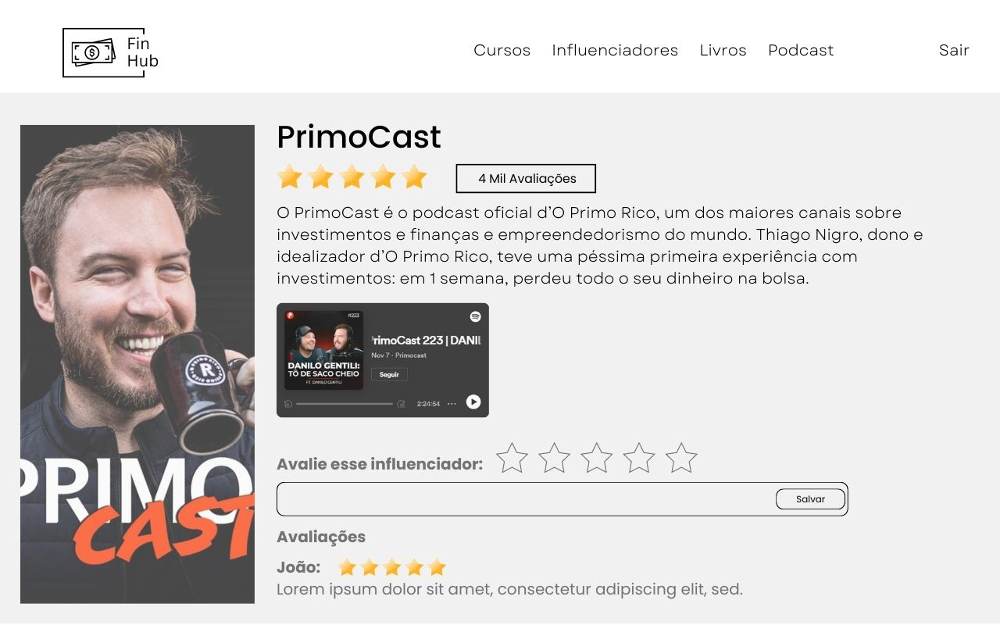 Fin
Hub
Cursos Influenciadores Livros Podcast Sair
PrimoCast
4 Mil Avaliações
O PrimoCast é o podcast oficial d’O Primo Rico, um dos maiores canais sobre
investimentos e finanças e empreendedorismo do mundo. Thiago Nigro, dono e
idealizador d’O Primo Rico, teve uma péssima primeira experiência com
investimentos: em 1 semana, perdeu todo o seu dinheiro na bolsa.
#223
DANILO GENTILI:
TÔ DE SACO CHEIO
FT. DANILO GENTILI
rimoCast 223 | DANIL
Nov 7 · Primocast
Seguir
2:24:54
R
PRIMO
CAST
Avalie esse influenciador:
Salvar
Avaliações
João:
Lorem ipsum dolor sit amet, consectetur adipiscing elit, sed.